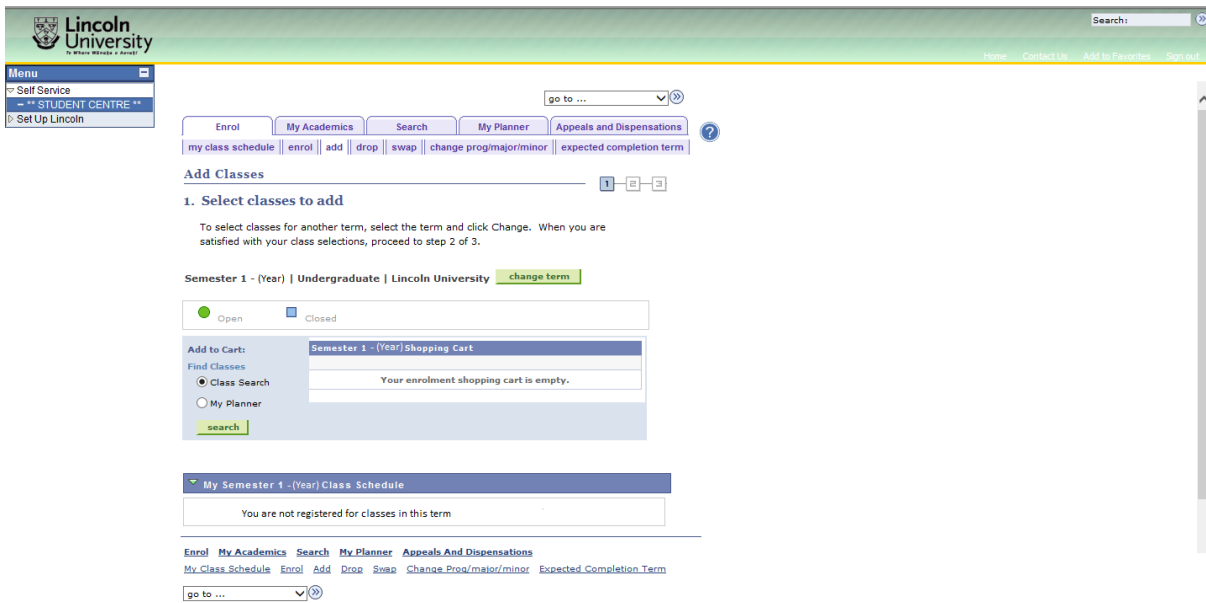 Lincoln
University
Te Whare Wānaka o Aoraki
Search:
Home Contact Us Add to Favorites Sign out
Menu
Self Service
** STUDENT CENTRE **
Set Up Lincoln
go to ...
Enrol My Academics Search My Planner Appeals and Dispensations
my class schedule enrol add drop swap change prog/major/minor expected completion term
Add Classes
1 2 3
1. Select classes to add
To select classes for another term, select the term and click Change. When you are
satisfied with your class selections, proceed to step 2 of 3.
Semester 1 - (Year) | Undergraduate | Lincoln University change term
Open Closed
Add to Cart:
Semester 1 - (Year) Shopping Cart
Find Classes
Class Search
Your enrolment shopping cart is empty.
My Planner
search
My Semester 1 -(Year) Class Schedule
You are not registered for classes in this term
Enrol My Academics Search My Planner Appeals And Dispensations
My Class Schedule Enrol Add Drop Swap Change Prog/major/minor Expected Completion Term
go to ...